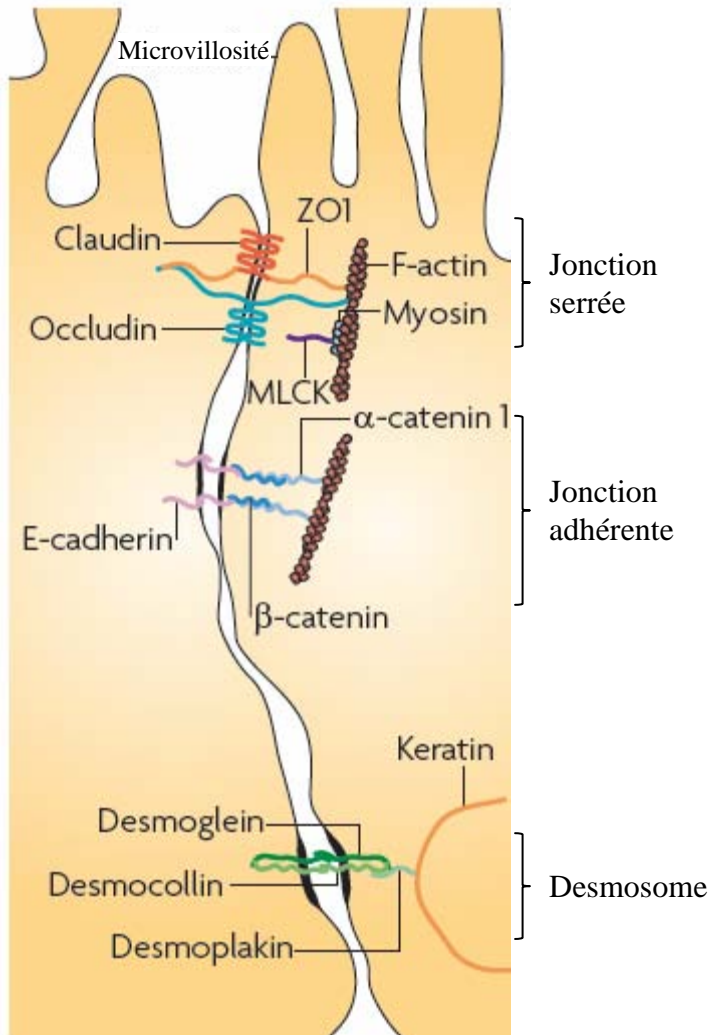 Microvillosité
ZO1
Claudin
F-actin
Jonction
serrée
Myosin
Occludin
MLCK
α-catenin 1
Jonction
adhérente
E-cadherin
β-catenin
Keratin
Desmoglein
Desmocollin
Desmosome
Desmoplakin